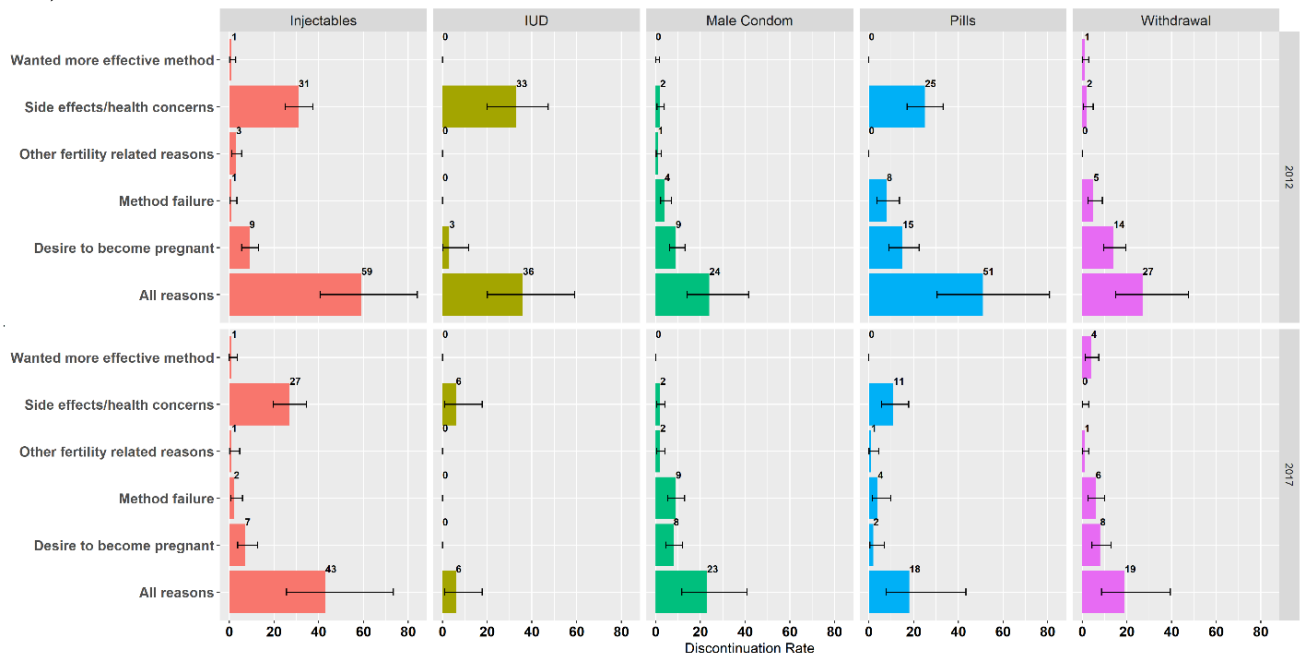 Injectables IUD Male Condom Pills Withdrawal
Wanted more effective method 1 0 0 0 1
Side effects/health concerns 31 33 2 25 2
Other fertility related reasons 3 0 1 0 0
Method failure 1 0 4 8 5
Desire to become pregnant 9 3 9 15 14
All reasons 59 36 24 51 27
2012
Wanted more effective method 1 0 0 0 4
Side effects/health concerns 27 6 2 11 0
Other fertility related reasons 1 0 2 1 1
Method failure 2 0 9 4 6
Desire to become pregnant 7 0 8 2 8
All reasons 43 6 23 18 19
2017
0 20 40 60 80 0 20 40 60 80 0 20 40 60 80 0 20 40 60 80 0 20 40 60 80
Discontinuation Rate